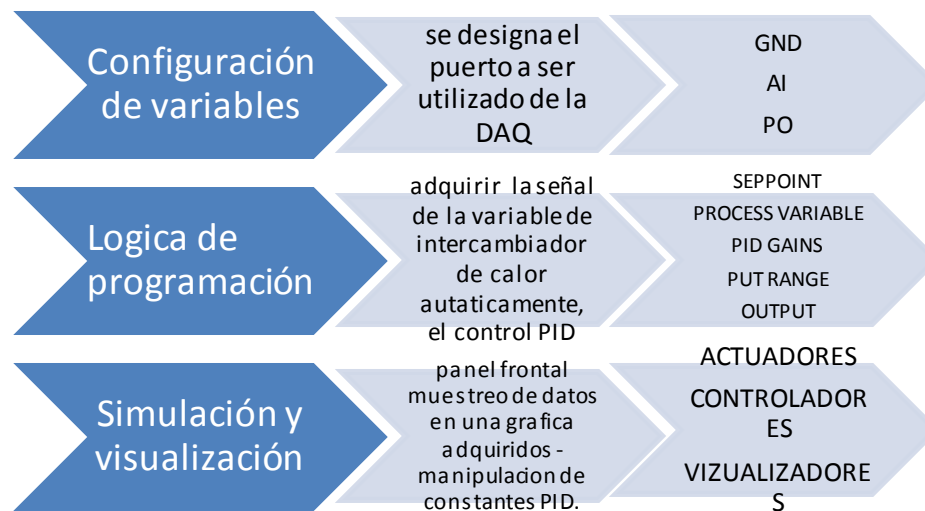 Configuración
de variables
se designa el
puerto a ser
utilizado de la
DAQ
GND
AI
PO
Logica de
programación
adquirir la señal
de la variable de
intercambiador
de calor
autaticamente,
el control PID
SEPPOINT
PROCESS VARIABLE
PID GAINS
PUT RANGE
OUTPUT
Simulación y
visualización
panel frontal
muestreo de datos
en una grafica
adquiridos -
manipulacion de
constantes PID.
ACTUADORES
CONTROLADOR
ES
VIZUALIZADORE
S